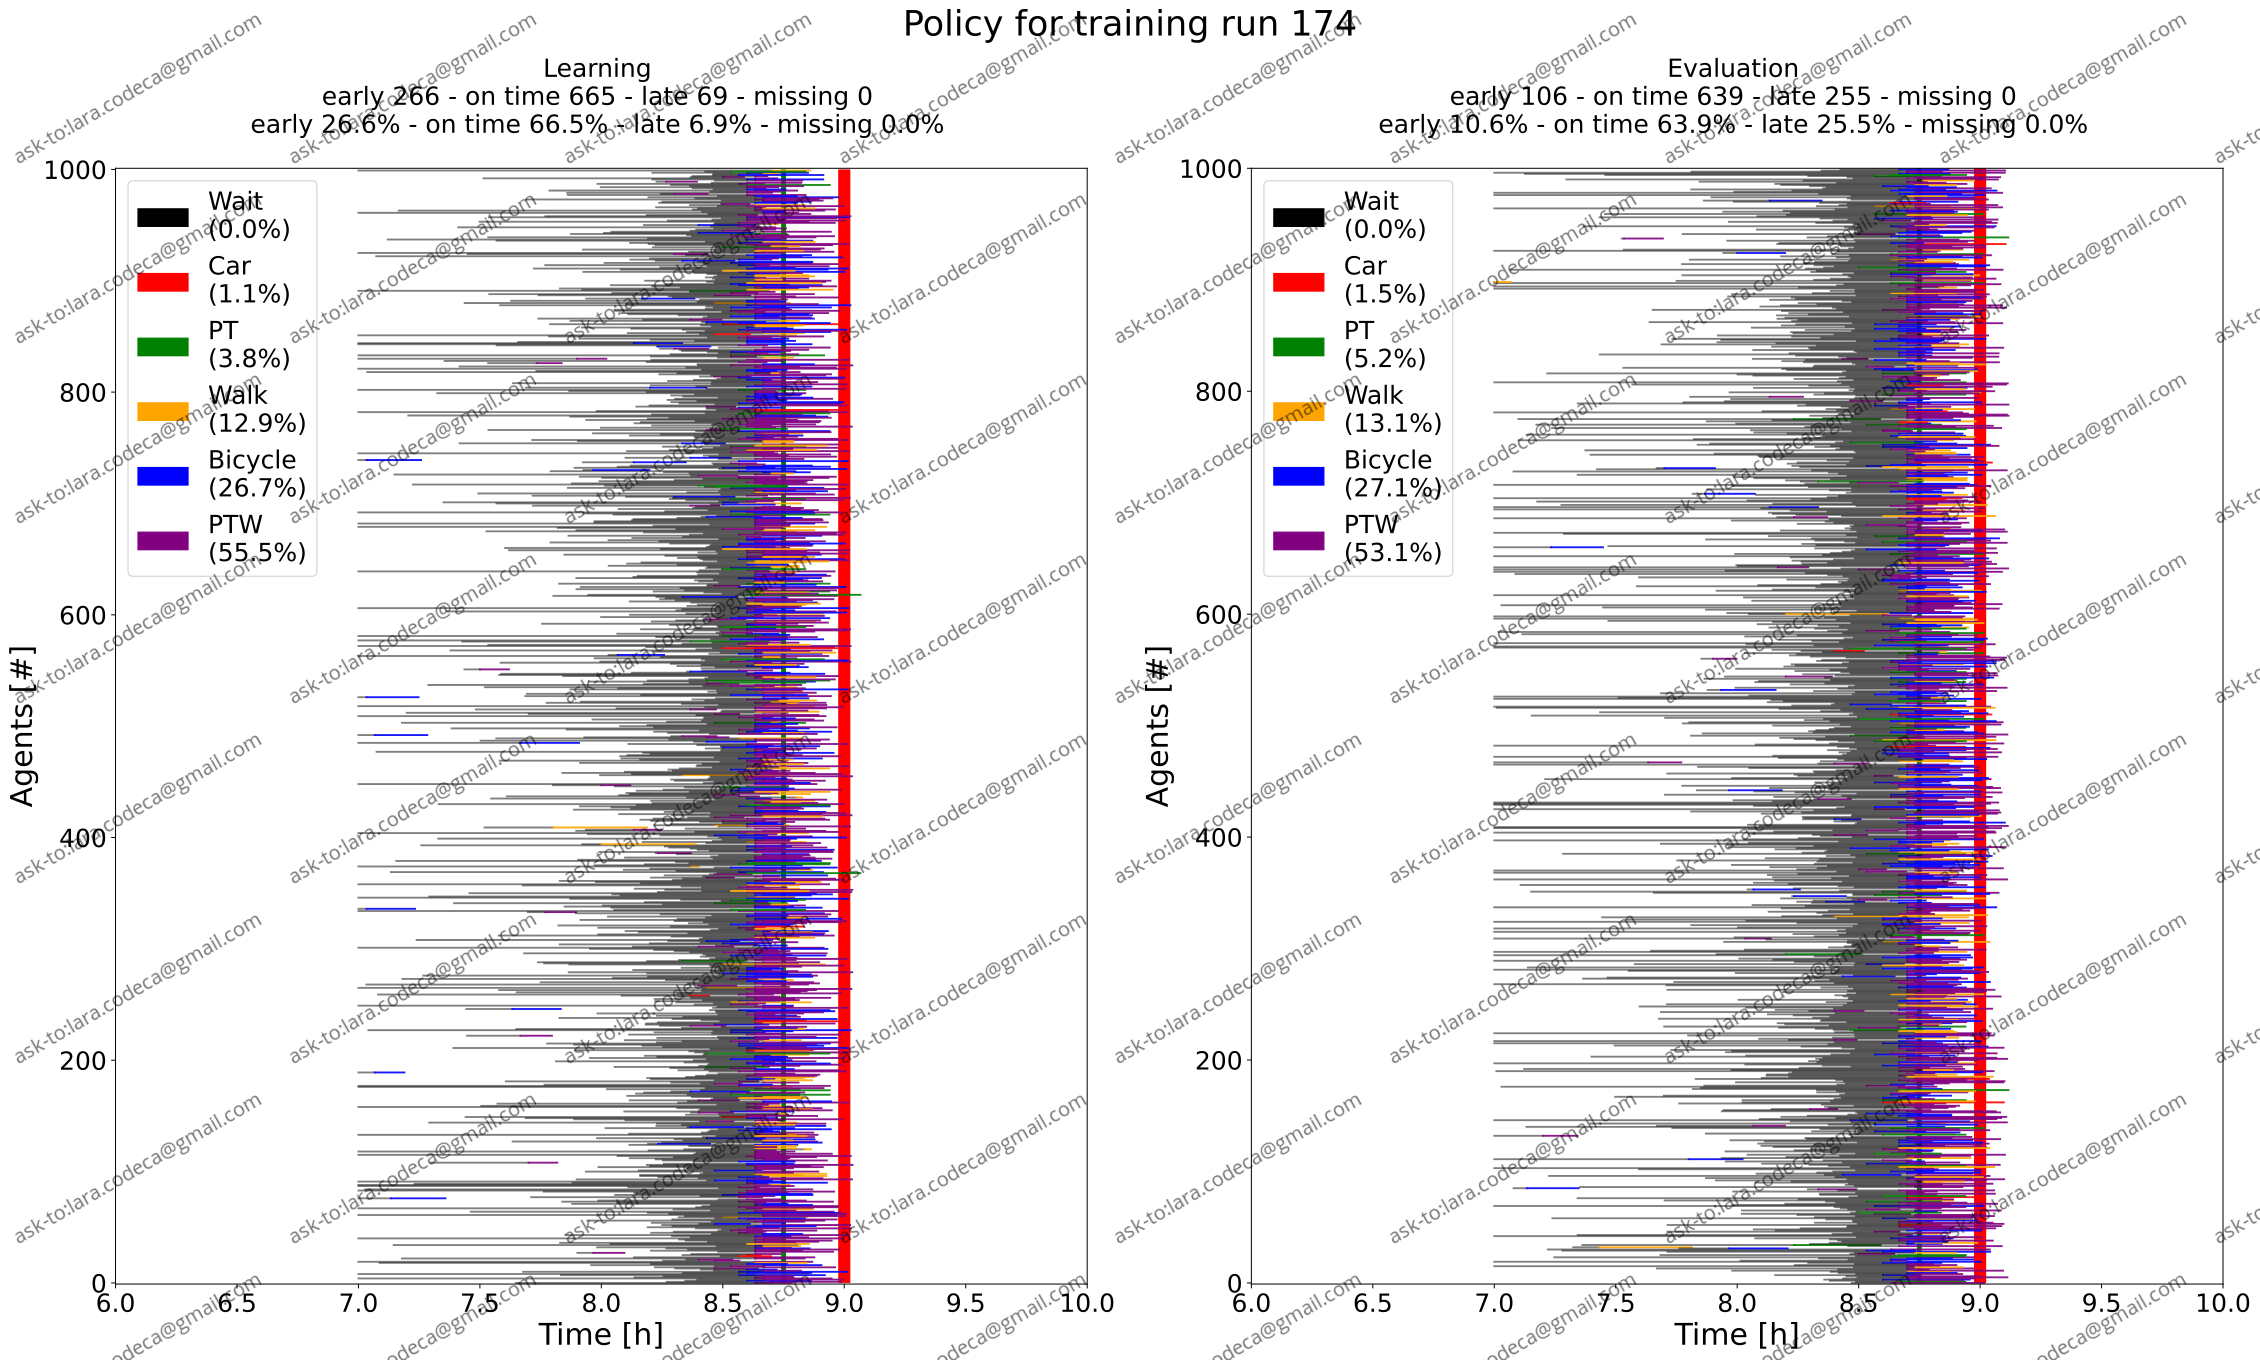 Policy for training run 174
Learning
early 266 - on time 665 - late 69 - missing 0
early 26.6% - on time 66.5% - late 6.9% - missing 0.0%
1000
800
600
400
200
0
Agents [#]
Wait
(0.0%)
Car
(1.1%)
PT
(3.8%)
Walk
(12.9%)
Bicycle
(26.7%)
PTW
(55.5%)
6.0 6.5 7.0 7.5 8.0 8.5 9.0 9.5 10.0
Time [h]
Evaluation
early 106 - on time 639 - late 255 - missing 0
early 10.6% - on time 63.9% - late 25.5% - missing 0.0%
1000
800
600
400
200
0
Agents [#]
Wait
(0.0%)
Car
(1.5%)
PT
(5.2%)
Walk
(13.1%)
Bicycle
(27.1%)
PTW
(53.1%)
6.0 6.5 7.0 7.5 8.0 8.5 9.0 9.5 10.0
Time [h]
ask-to:lara.codeca@gmail.com